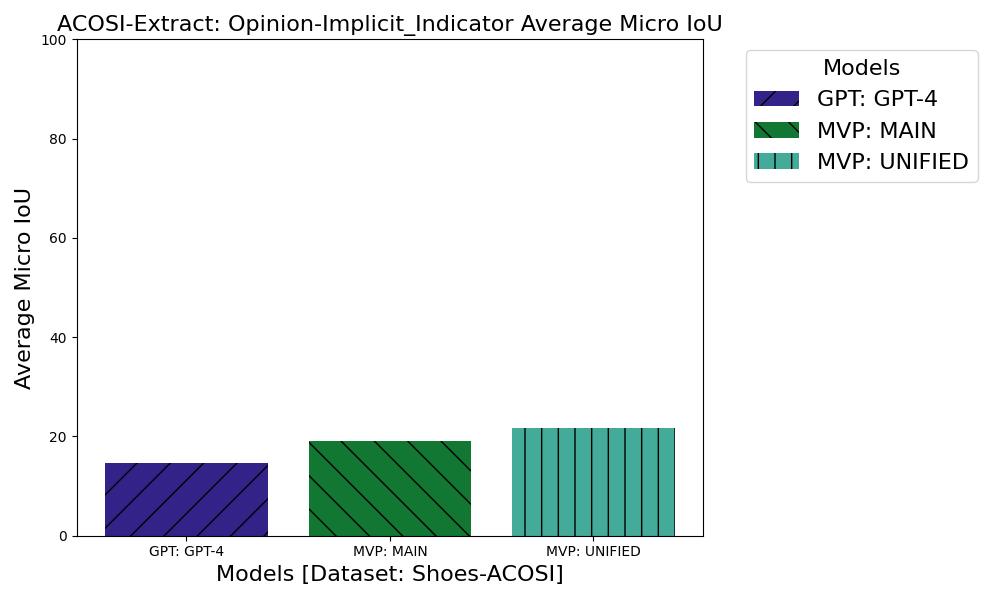 ACOSI-Extract: Opinion-Implicit_Indicator Average Micro IoU
Models
GPT: GPT-4
MVP: MAIN
MVP: UNIFIED
Average Micro IoU
100
80
60
40
20
0
GPT: GPT-4
MVP: MAIN
MVP: UNIFIED
Models [Dataset: Shoes-ACOSI]